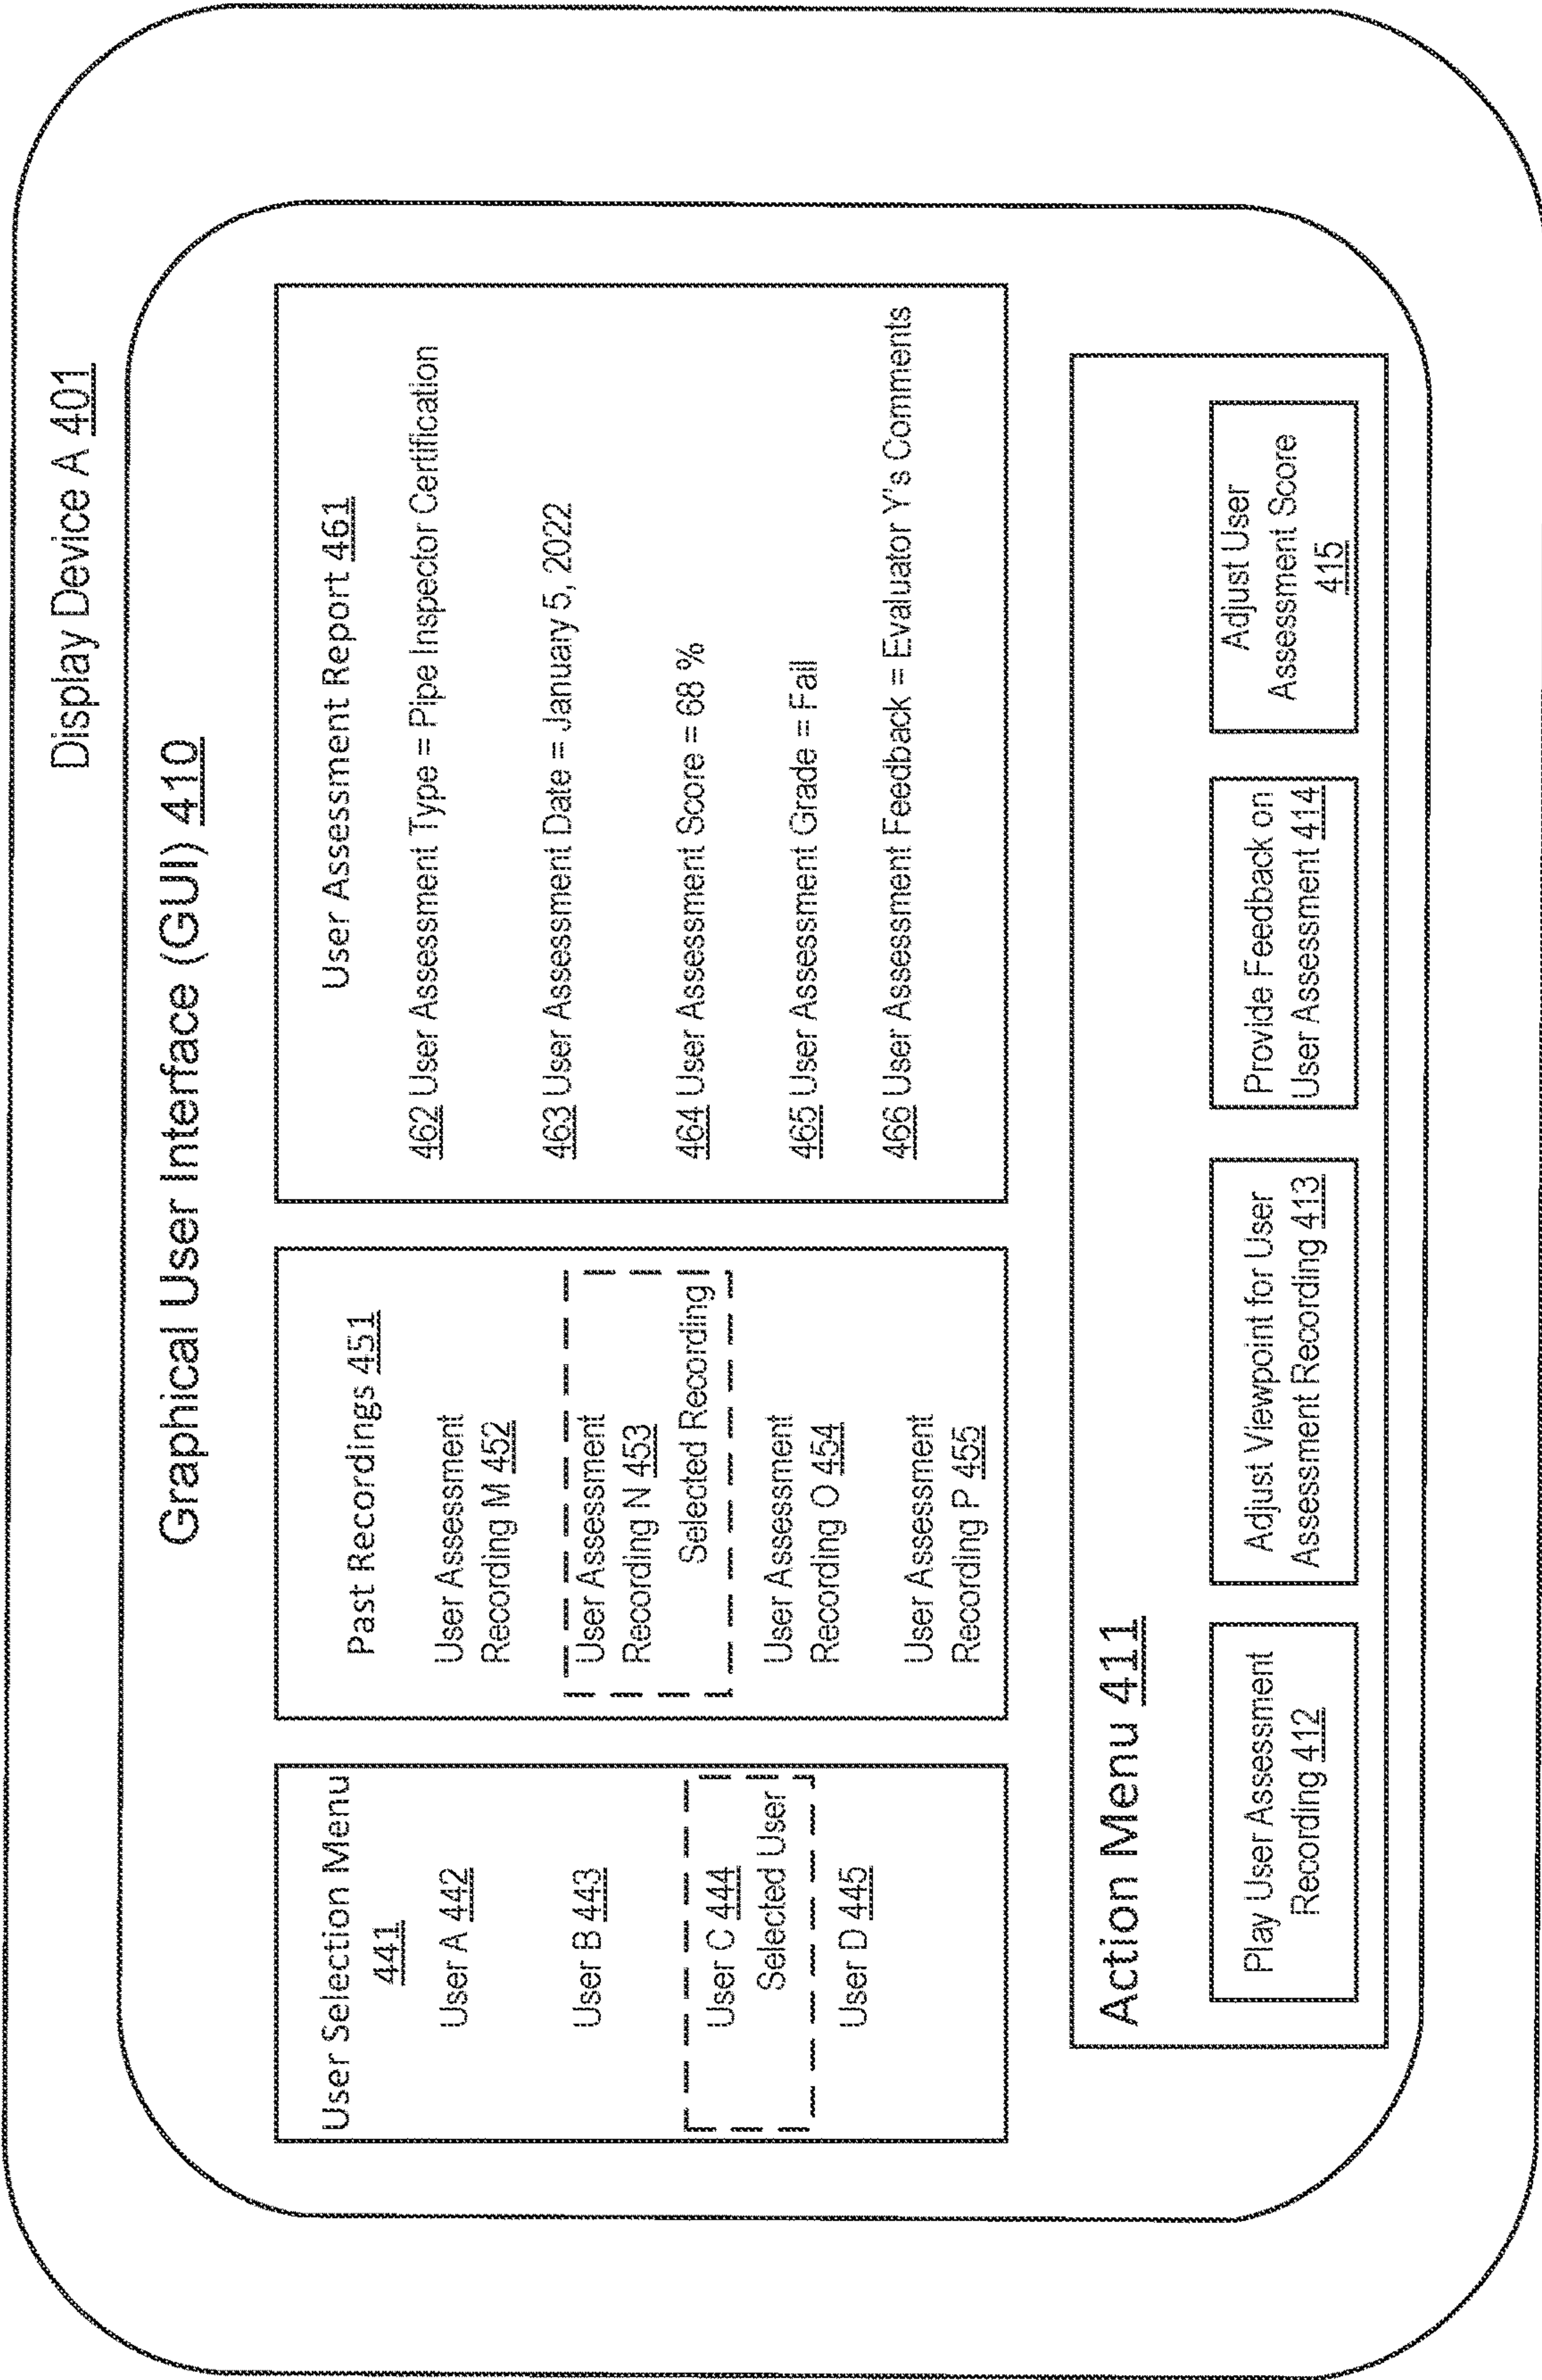 Display Device A 401
Graphical User Interface (GUI) 410
User Selection Menu
441
User A 442
User B 443
User C 444
Selected User
User D 445
Past Recordings 451
User Assessment
Recording M 452
User Assessment
Recording N 453
Selected Recording
User Assessment
Recording O 454
User Assessment
Recording P 455
User Assessment Report 461
462 User Assessment Type = Pipe Inspector Certification
463 User Assessment Date = January 5, 2022
464 User Assessment Score = 68 %
465 User Assessment Grade = Fail
466 User Assessment Feedback = Evaluator Y's Comments
Action Menu 411
Play User Assessment
Recording 412
Adjust Viewpoint for User
Assessment Recording 413
Provide Feedback on
User Assessment 414
Adjust User
Assessment Score
415